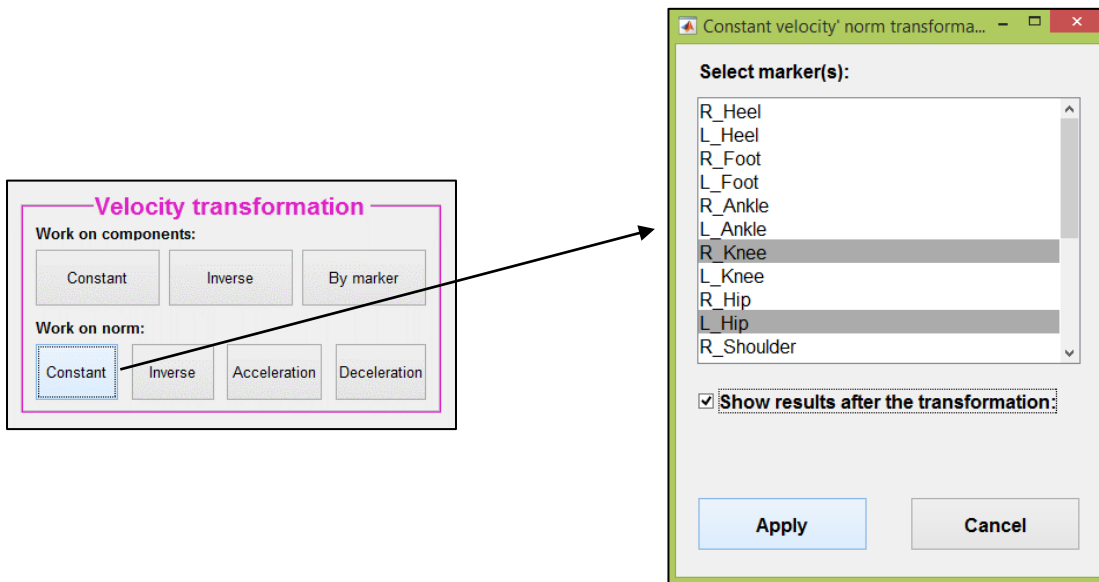 Velocity transformation
Work on components:
Constant Inverse By marker
Work on norm:
Constant Inverse Acceleration Deceleration
Constant velocity' norm transforma...
Select marker(s):
R_Heel
L_Heel
R_Foot
L_Foot
R_Ankle
L_Ankle
R_Knee
L_Knee
R_Hip
L_Hip
R_Shoulder
Show results after the transformation:
Apply Cancel